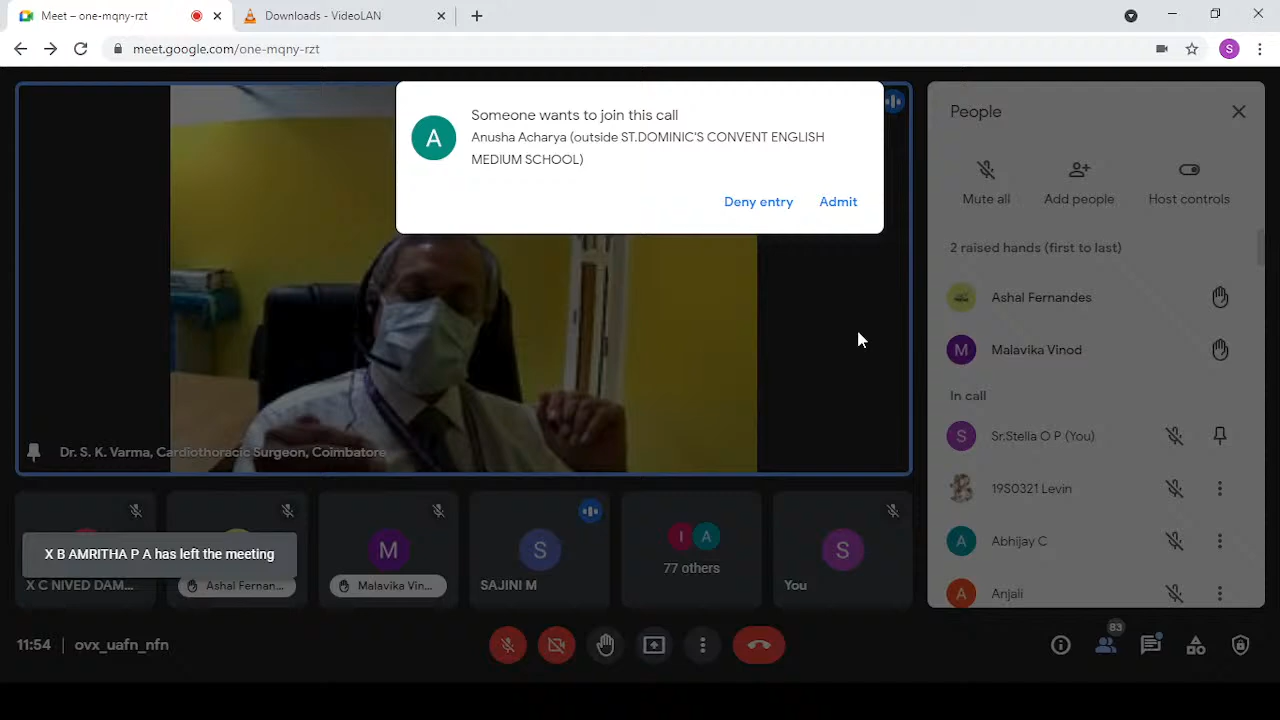 Meet – one-mqny-rzt
Downloads - VideoLAN
meet.google.com/one-mqny-rzt
S
Someone wants to join this call
A
Anusha Acharya (outside ST.DOMINIC'S CONVENT ENGLISH
MEDIUM SCHOOL)
Deny entry
Admit
Dr. S. K. Varma, Cardiothoracic Surgeon, Coimbatore
People
Mute all
Add people
Host controls
2 raised hands (first to last)
Ashal Fernandes
M
Malavika Vinod
In call
S
Sr.Stella O P (You)
19S0321 Levin
A
Abhijay C
A
Anjali
X B AMRITHA P A has left the meeting
X C NIVED DAM...
Ashal Fernan...
M
Malavika Vin...
S
SAJINI M
I A
77 others
S
You
11:54 | ovx_uafn_nfn
83